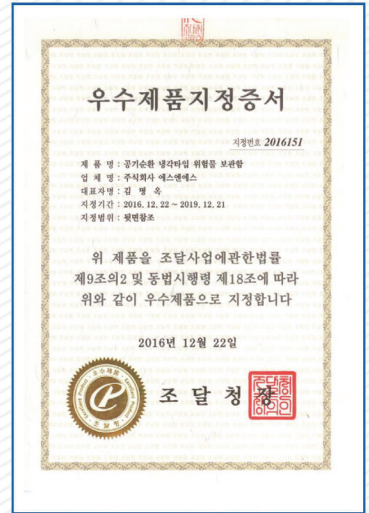 우수제품지정증서
지정번호 2016151
제 품 명 : 공기순환 냉각타입 위험물 보관함
업 체 명 : 주식회사 에스엔에스
대표자명 : 김 명 옥
지정기간 : 2016. 12. 22 ~ 2019. 12. 21
지정범위 : 뒷면참조
위 제품을 조달사업에관한법률
제9조의2 및 동법시행령 제18조에 따라
위와 같이 우수제품으로 지정합니다
2016년 12월 22일
조 달 청 장